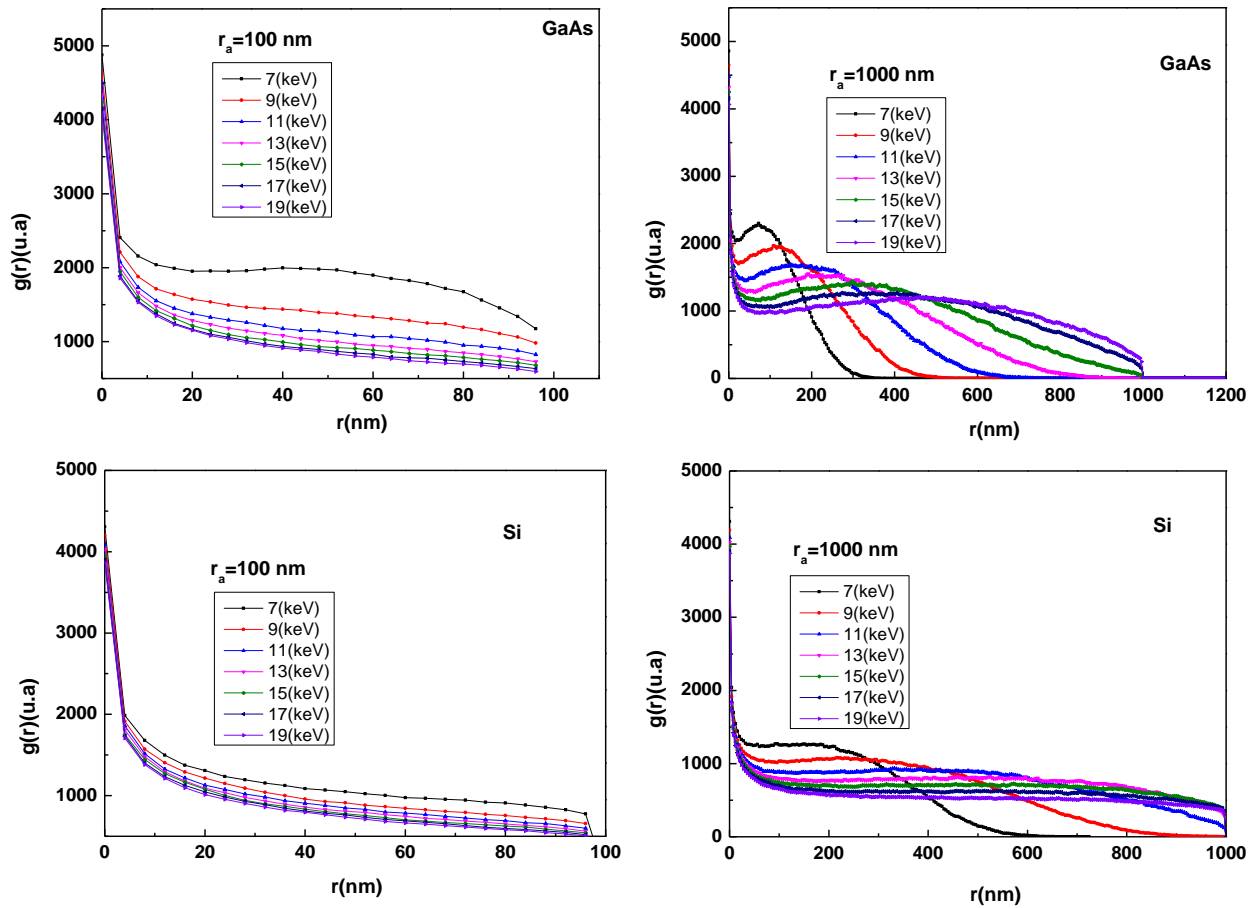 GaAs
r_a=100 nm
7(keV)
9(keV)
11(keV)
13(keV)
15(keV)
17(keV)
19(keV)
5000
4000
3000
2000
1000
g(r)(u.a)
0 20 40 60 80 100
r(nm)
GaAs
r_a=1000 nm
7(keV)
9(keV)
11(keV)
13(keV)
15(keV)
17(keV)
19(keV)
5000
4000
3000
2000
1000
0
g(r)(u.a)
0 200 400 600 800 1000 1200
r(nm)
Si
r_a=100 nm
7(keV)
9(keV)
11(keV)
13(keV)
15(keV)
17(keV)
19(keV)
5000
4000
3000
2000
1000
g(r)(u.a)
0 20 40 60 80 100
r(nm)
Si
r_a=1000 nm
7(keV)
9(keV)
11(keV)
13(keV)
15(keV)
17(keV)
19(keV)
5000
4000
3000
2000
1000
0
g(r)(u.a)
0 200 400 600 800 1000
r(nm)